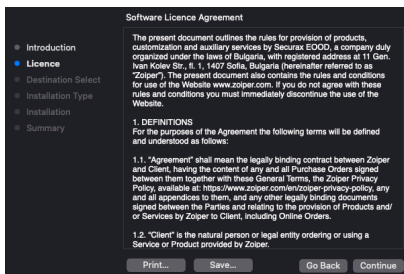 Software Licence Agreement
Introduction
Licence
Destination Select
Installation Type
Installation
Summary
The present document outlines the rules for provision of products,
customization and auxiliary services by Securax EOOD, a company duly
organized under the laws of Bulgaria, with registered address at 11 Gen.
Ivan Kolev Str., fl. 1, 1407 Sofia, Bulgaria (hereinafter referred to as
"Zoiper"). The present document also contains the rules and conditions
for use of the Website www.zoiper.com. If you do not agree with these
rules and conditions you must immediately discontinue the use of the
Website.
1. DEFINITIONS
For the purposes of the Agreement the following terms will be defined
and understood as follows:
1.1. "Agreement" shall mean the legally binding contract between Zoiper
and Client, having the content of any and all Purchase Orders signed
between them together with these General Terms, the Zoiper Privacy
Policy, available at: https://www.zoiper.com/en/zoiper-privacy-policy, any
and all appendices to them, and any other legally binding documents
signed between the Parties and relating to the provision of Products and/
or Services by Zoiper to Client, including Online Orders.
1.2. "Client" is the natural person or legal entity ordering or using a
Service or Product provided by Zoiper.
Print... Save... Go Back Continue